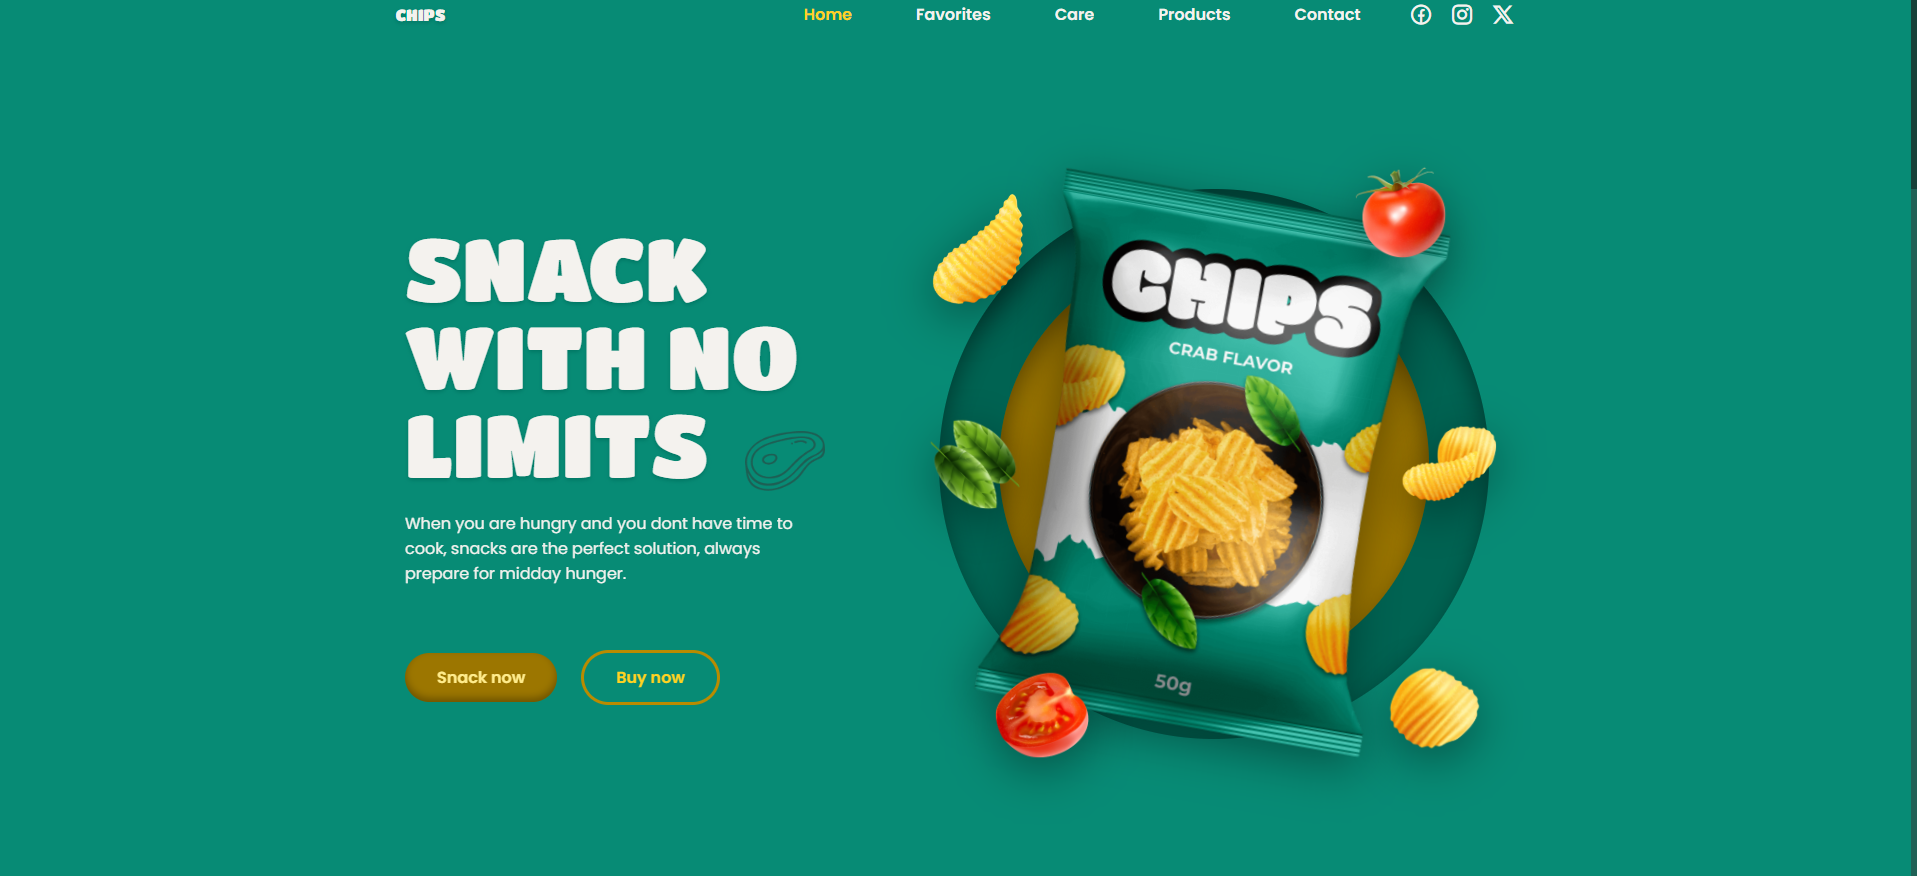 CHIPS
Home
Favorites
Care
Products
Contact
SNACK
WITH NO
LIMITS
When you are hungry and you dont have time to
cook, snacks are the perfect solution, always
prepare for midday hunger.
Snack now
Buy now
CHIPS
CRAB FLAVOR
50g